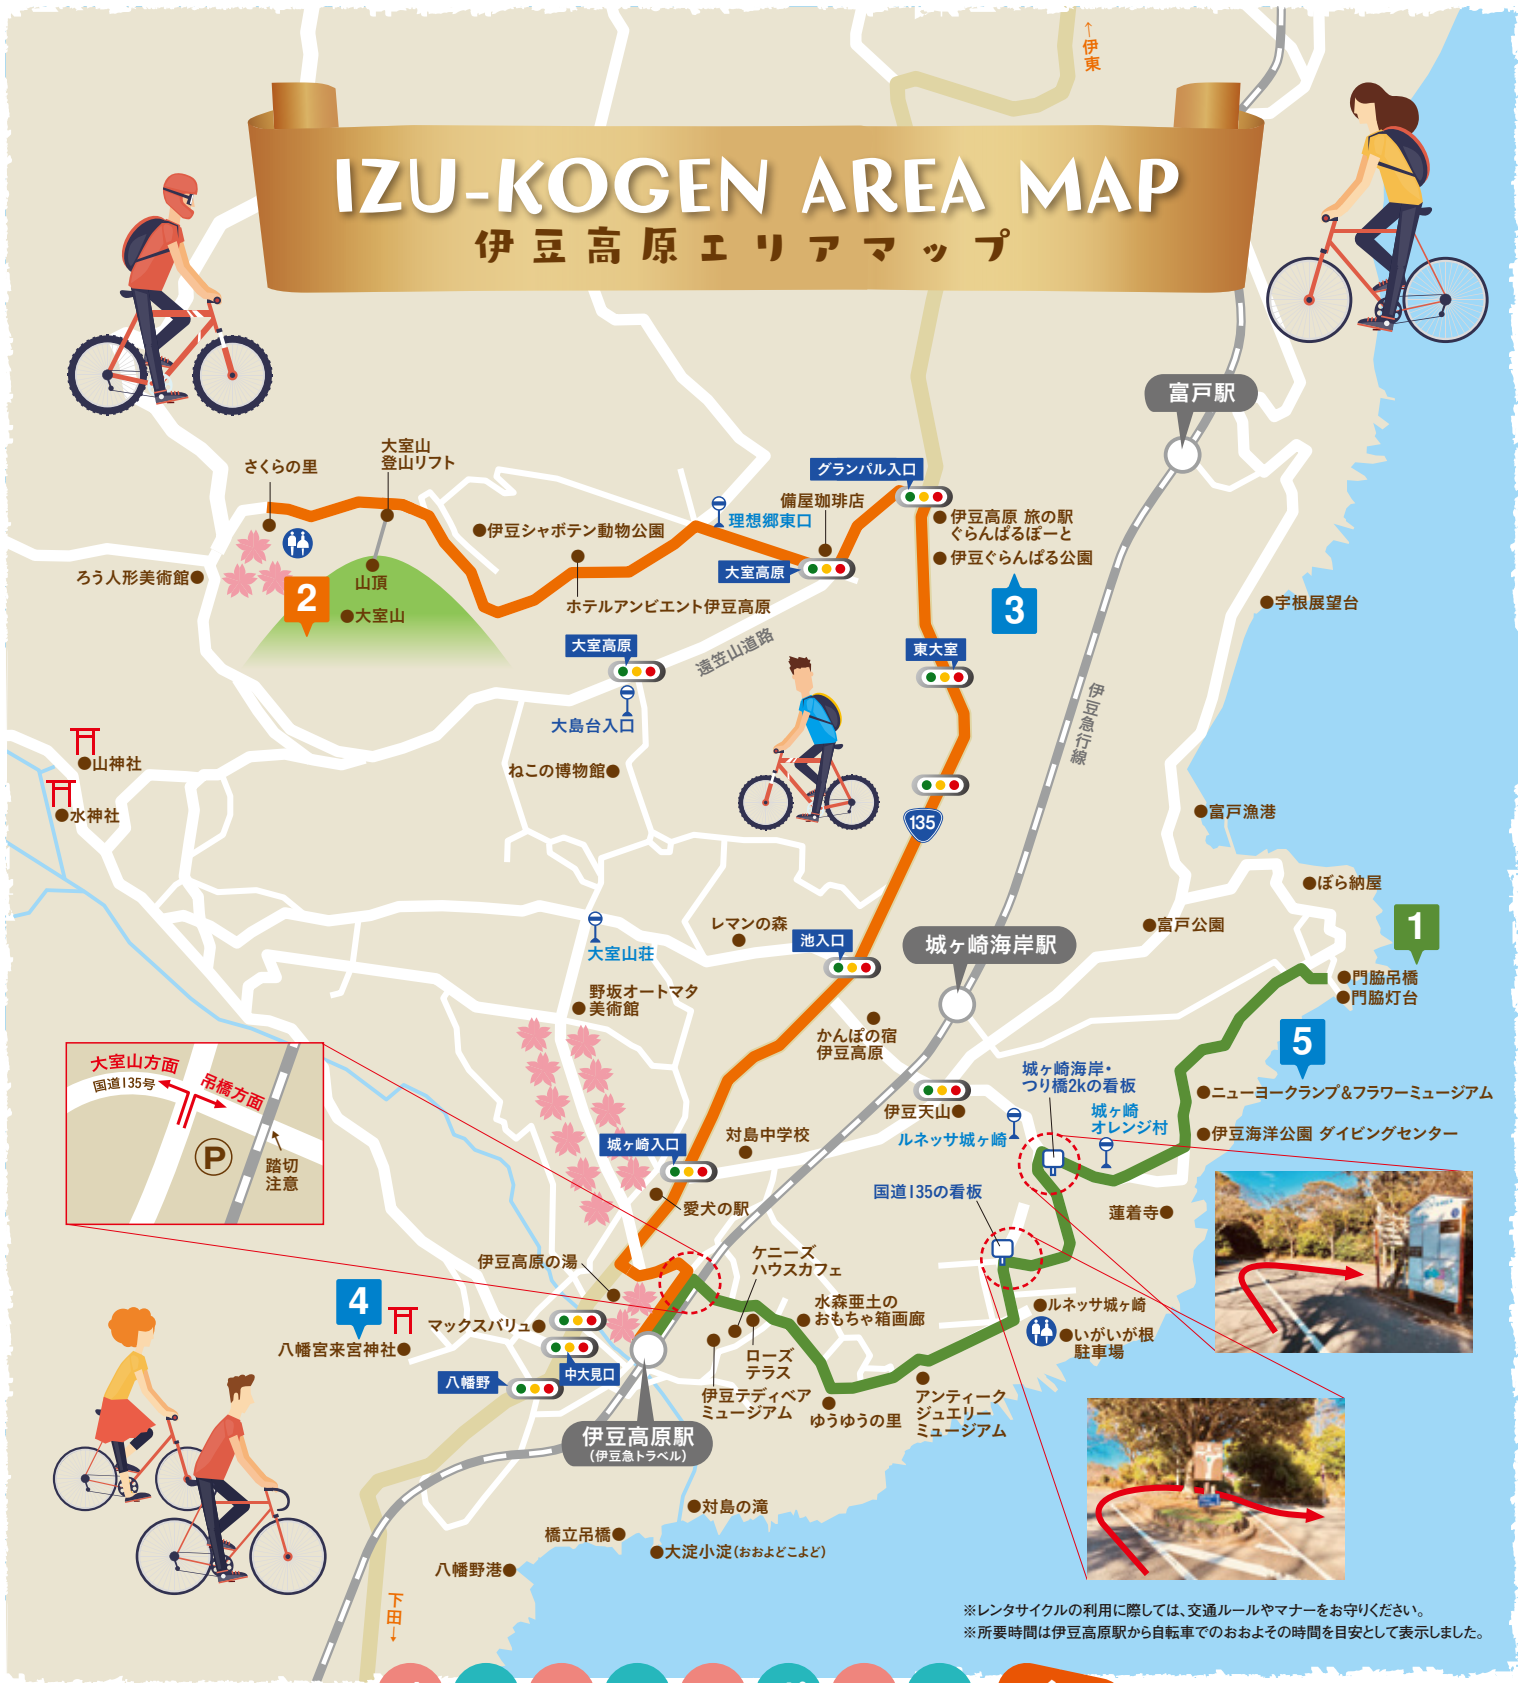 ←伊東
IZU-KOGEN AREA MAP
伊豆高原エリアマップ
富戸駅
大室山
登山リフト
さくらの里
グランパル入口
備屋珈琲店
理想郷東口
伊豆シャボテン動物公園
伊豆高原 旅の駅
ぐらんぱるぽーと
伊豆ぐらんぱる公園
大室高原
ろう人形美術館
山頂
2
大室山
ホテルアンビエント伊豆高原
3
宇根展望台
大室高原
遠笠山道路
東大室
大島台入口
伊豆急行線
山神社
ねこの博物館
水神社
富戸漁港
135
ぼら納屋
1
レマンの森
池入口
富戸公園
城ヶ崎海岸駅
大室山荘
門脇吊橋
門脇灯台
野坂オートマタ
美術館
かんぽの宿
伊豆高原
5
大室山方面
国道135号
吊橋方面
P
踏切
注意
城ヶ崎海岸・
つり橋2kの看板
ニューヨークランプ&フラワーミュージアム
伊豆天山
城ヶ崎
オレンジ村
ルネッサ城ヶ崎
伊豆海洋公園 ダイビングセンター
対島中学校
城ヶ崎入口
国道135の看板
愛犬の駅
蓮着寺
伊豆高原の湯
ケニーズ
ハウスカフェ
4
水森亜土の
おもちゃ箱画廊
ルネッサ城ヶ崎
マックスバリュ
八幡宮来宮神社
いがいが根
駐車場
ローズ
テラス
中大見口
八幡野
伊豆テディベア
ミュージアム
ゆうゆうの里
アンティーク
ジュエリー
ミュージアム
伊豆高原駅
(伊豆急トラベル)
対島の滝
橋立吊橋
大淀小淀(おおよどこよど)
八幡野港
下田→
※レンタサイクルの利用に際しては、交通ルールやマナーをお守りください。
※所要時間は伊豆高原駅から自転車でのおおよその時間を目安として表示しました。